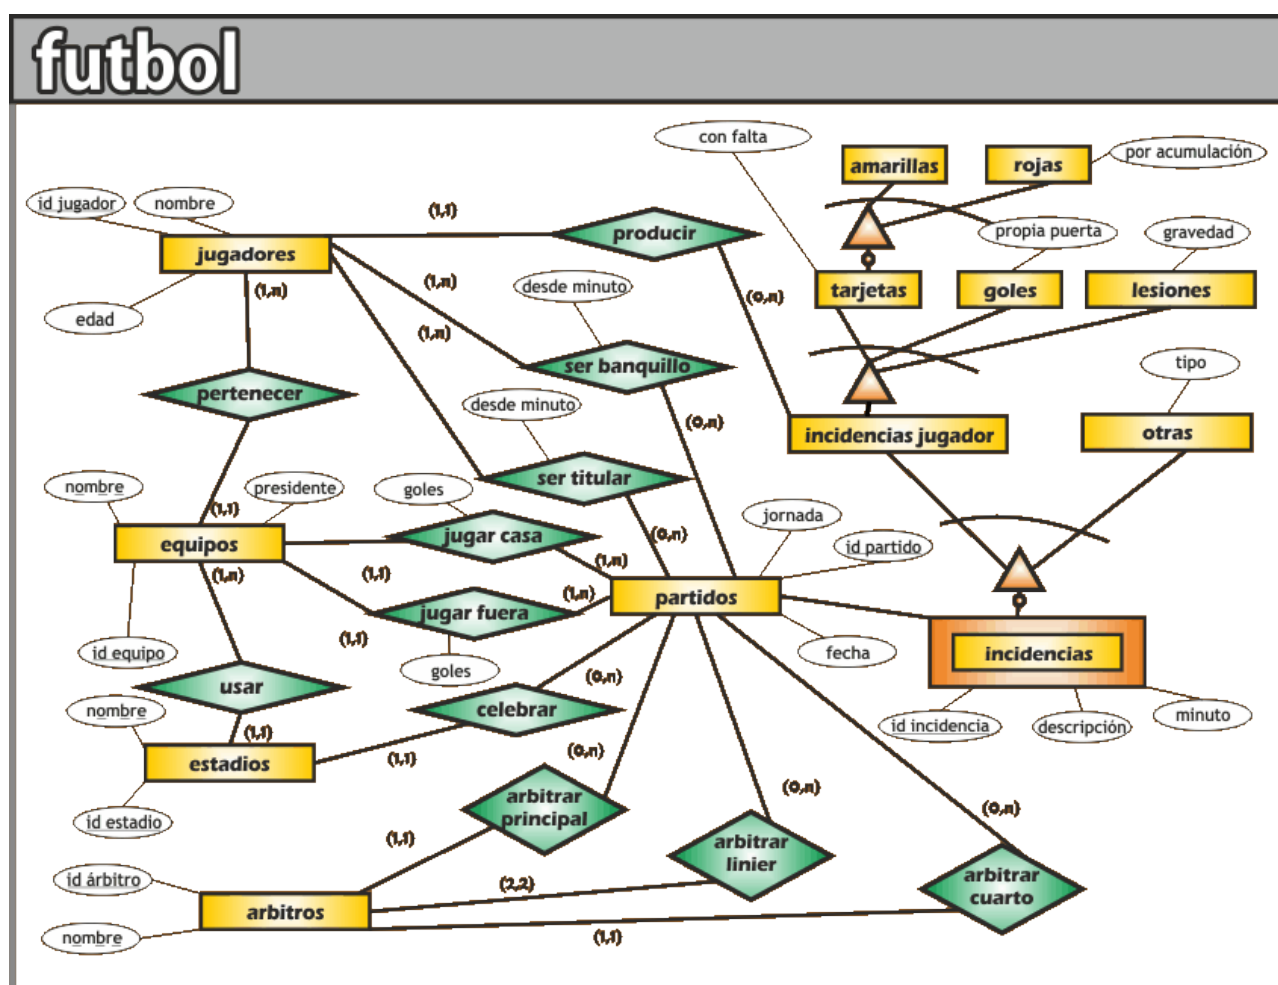 futbol
con falta
amarillas
rojas
por acumulación
id jugador
nombre
(1,1)
producir
propia puerta
gravedad
jugadores
(1,n)
(1,n)
desde minuto
(0,n)
tarjetas
goles
lesiones
edad
(1,n)
ser banquillo
tipo
pertenecer
desde minuto
(0,n)
incidencias jugador
otras
nombre
presidente
goles
ser titular
(1,1)
jornada
equipos
jugar casa
(0,n)
id partido
(1,n)
(1,1)
(1,n)
(1,n)
partidos
jugar fuera
(1,1)
id equipo
goles
fecha
incidencias
usar
(0,n)
nombre
celebrar
id incidencia
descripción
minuto
(1,1)
estadios
(1,1)
(0,n)
(0,n)
(0,n)
id estadio
arbitrar
principal
(1,1)
arbitrar
linier
id árbitro
(2,2)
arbitrar
cuarto
arbitros
nombre
(1,1)